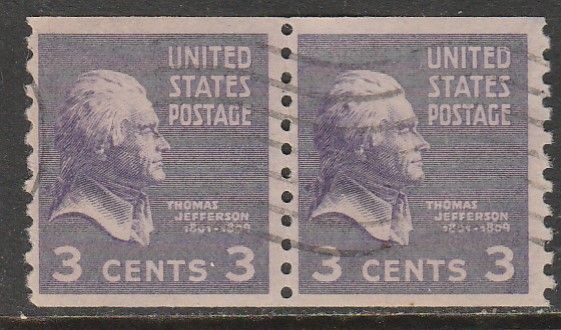 UNITED
STATES
POSTAGE
THOMAS
JEFFERSON
1801-1809
3 CENTS 3
UNITED
STATES
POSTAGE
THOMAS
JEFFERSON
1801-1809
3 CENTS 3